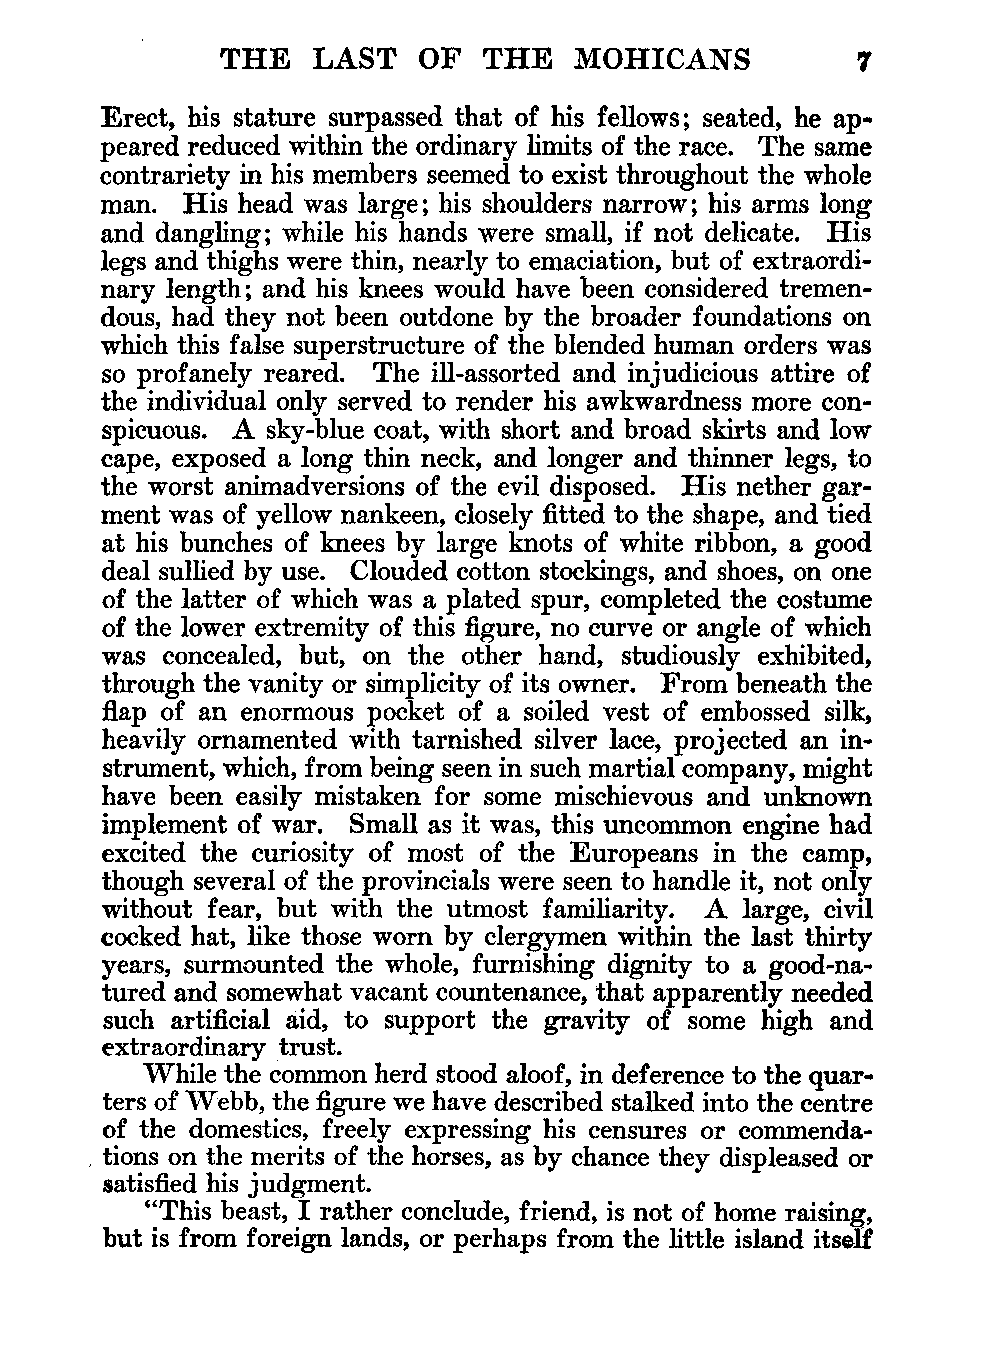 THE LAST OF THE MOHICANS 7
Erect, his stature surpassed that of his fellows; seated, he ap-
peared reduced within the ordinary limits of the race. The same
contrariety in his members seemed to exist throughout the whole
man. His head was large; his shoulders narrow; his arms long
and dangling; while his hands were small, if not delicate. His
legs and thighs were thin, nearly to emaciation, but of extraordi-
nary length; and his knees would have been considered tremen-
dous, had they not been outdone by the broader foundations on
which this false superstructure of the blended human orders was
so profanely reared. The ill-assorted and injudicious attire of
the individual only served to render his awkwardness more con-
spicuous. A sky-blue coat, with short and broad skirts and low
cape, exposed a long thin neck, and longer and thinner legs, to
the worst animadversions of the evil disposed. His nether gar-
ment was of yellow nankeen, closely fitted to the shape, and tied
at his bunches of knees by large knots of white ribbon, a good
deal sullied by use. Clouded cotton stockings, and shoes, on one
of the latter of which was a plated spur, completed the costume
of the lower extremity of this figure, no curve or angle of which
was concealed, but, on the other hand, studiously exhibited,
through the vanity or simplicity of its owner. From beneath the
flap of an enormous pocket of a soiled vest of embossed silk,
heavily ornamented with tarnished silver lace, projected an in-
strument, which, from being seen in such martial company, might
have been easily mistaken for some mischievous and unknown
implement of war. Small as it was, this uncommon engine had
excited the curiosity of most of the Europeans in the camp,
though several of the provincials were seen to handle it, not only
without fear, but with the utmost familiarity. A large, civil
cocked hat, like those worn by clergymen within the last thirty
years, surmounted the whole, furnishing dignity to a good-na-
tured and somewhat vacant countenance, that apparently needed
such artificial aid, to support the gravity of some high and
extraordinary trust.
While the common herd stood aloof, in deference to the quar-
ters of Webb, the figure we have described stalked into the centre
of the domestics, freely expressing his censures or commenda-
tions on the merits of the horses, as by chance they displeased or
satisfied his judgment.
“This beast, I rather conclude, friend, is not of home raising,
but is from foreign lands, or perhaps from the little island itself